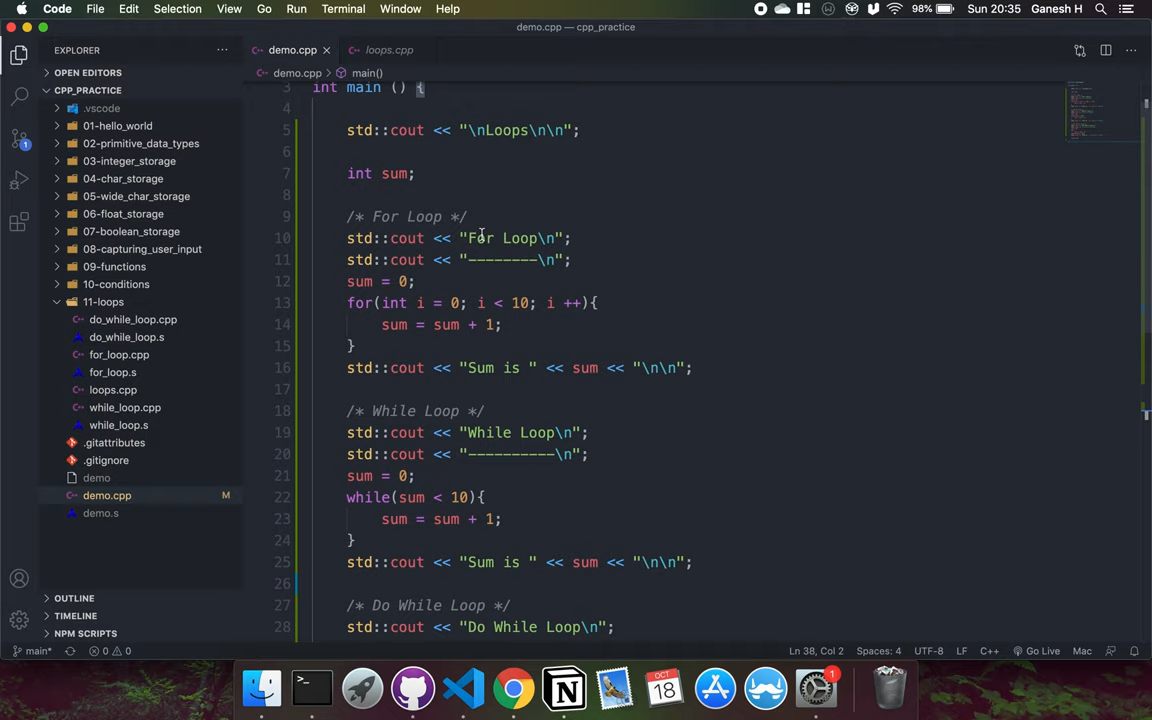 Code File Edit Selection View Go Run Terminal Window Help 98% Sun 20:35 Ganesh H
demo.cpp — cpp_practice
EXPLORER
OPEN EDITORS
CPP_PRACTICE
.vscode
01-hello_world
02-primitive_data_types
03-integer_storage
04-char_storage
05-wide_char_storage
06-float_storage
07-boolean_storage
08-capturing_user_input
09-functions
10-conditions
11-loops
do_while_loop.cpp
do_while_loop.s
for_loop.cpp
for_loop.s
loops.cpp
while_loop.cpp
while_loop.s
.gitattributes
.gitignore
demo
demo.cpp M
demo.s
OUTLINE
TIMELINE
NPM SCRIPTS
demo.cpp loops.cpp
demo.cpp > main()
3 int main () {
4
5 std::cout << "\nLoops\n\n";
6
7 int sum;
8
9 /* For Loop */
10 std::cout << "For Loop\n";
11 std::cout << "--------\n";
12 sum = 0;
13 for(int i = 0; i < 10; i ++){
14 sum = sum + 1;
15 }
16 std::cout << "Sum is " << sum << "\n\n";
17
18 /* While Loop */
19 std::cout << "While Loop\n";
20 std::cout << "----------\n";
21 sum = 0;
22 while(sum < 10){
23 sum = sum + 1;
24 }
25 std::cout << "Sum is " << sum << "\n\n";
26
27 /* Do While Loop */
28 std::cout << "Do While Loop\n";
main* 0 0 Ln 38, Col 2 Spaces: 4 UTF-8 LF C++ Go Live Mac
1
>_
N
OCT
18
1